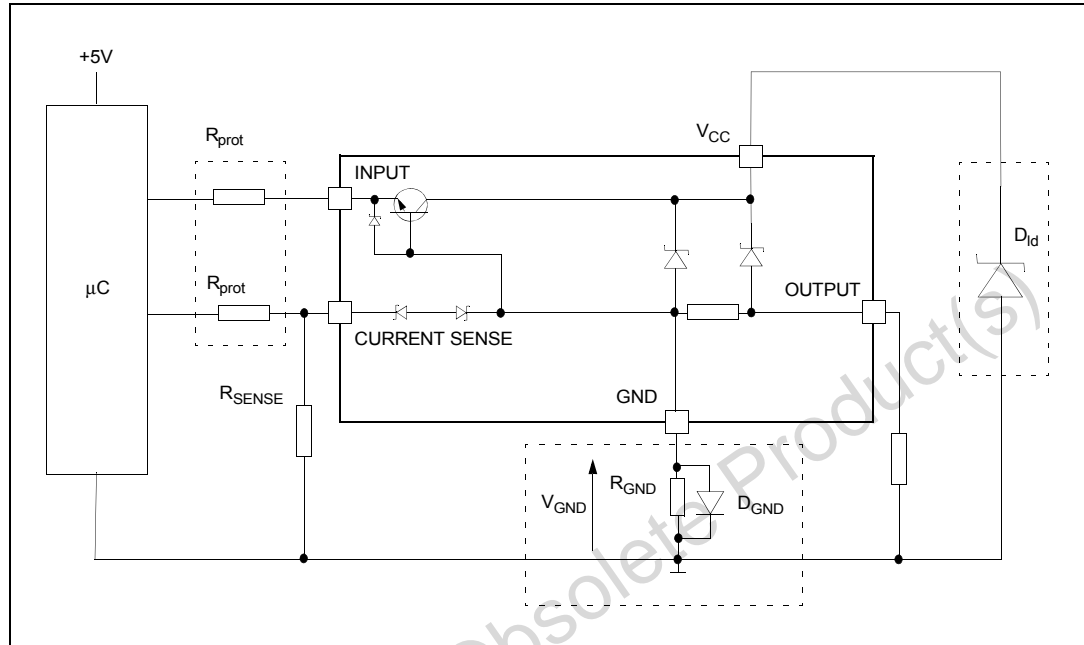 +5V
R_prot
V_CC
INPUT
D_ld
μC
R_prot
OUTPUT
CURRENT SENSE
R_SENSE
GND
R_GND
V_GND
D_GND
Obsolete Product(s)